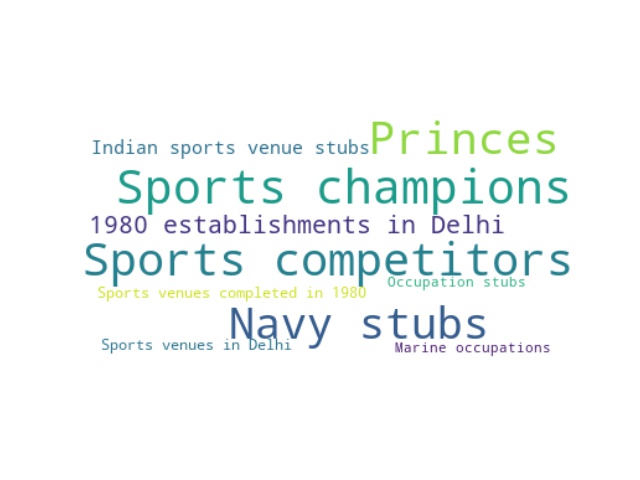 Princes
Indian sports venue stubs
Sports champions
1980 establishments in Delhi
Sports competitors
Occupation stubs
Sports venues completed in 1980
Navy stubs
Sports venues in Delhi
Marine occupations